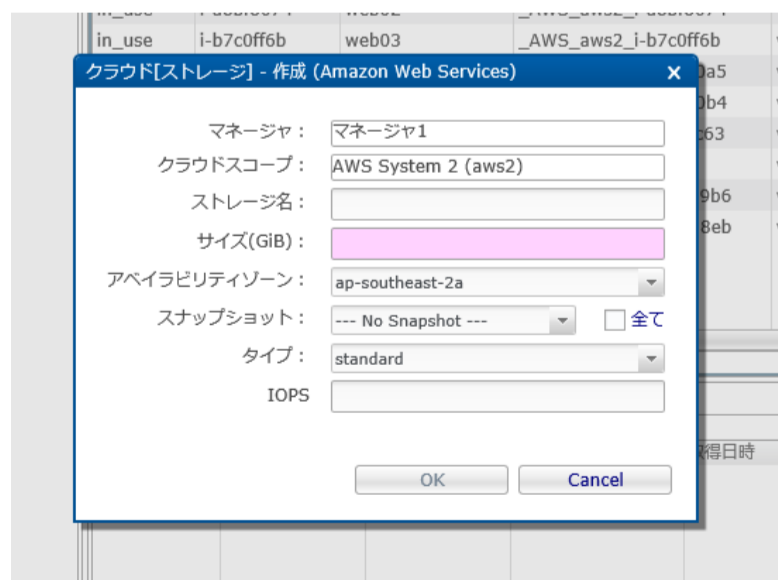 in_use i-b7c0ff6b web03 _AWS_aws2_i-b7c0ff6b
クラウド[ストレージ] - 作成 (Amazon Web Services) x
0a5
0b4
マネージャ： マネージャ1
c63
クラウドスコープ： AWS System 2 (aws2)
ストレージ名：
9b6
8eb
サイズ(GiB)：
アベイラビリティゾーン： ap-southeast-2a
スナップショット： --- No Snapshot --- 全て
タイプ： standard
IOPS
得日時
OK Cancel